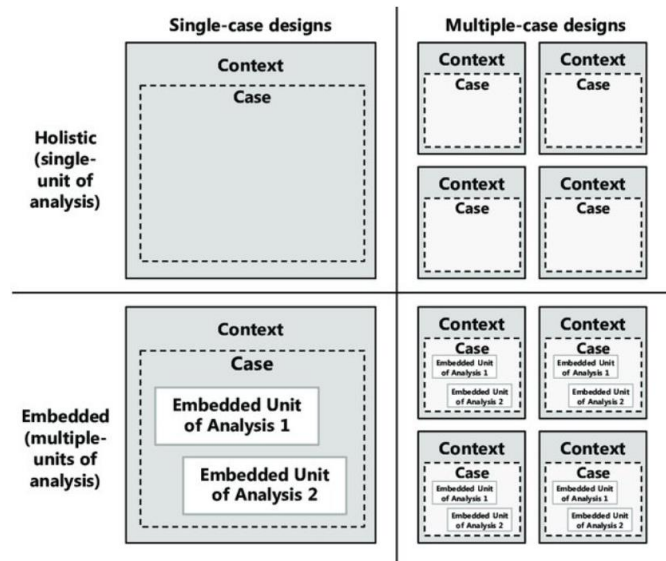 Single-case designs
Multiple-case designs
Holistic
(single-
unit of
analysis)
Context
Case
Context
Case
Context
Case
Context
Case
Context
Case
Embedded
(multiple-
units of
analysis)
Context
Case
Embedded Unit
of Analysis 1
Embedded Unit
of Analysis 2
Context
Case
Embedded Unit
of Analysis 1
Embedded Unit
of Analysis 2
Context
Case
Embedded Unit
of Analysis 1
Embedded Unit
of Analysis 2
Context
Case
Embedded Unit
of Analysis 1
Embedded Unit
of Analysis 2
Context
Case
Embedded Unit
of Analysis 1
Embedded Unit
of Analysis 2